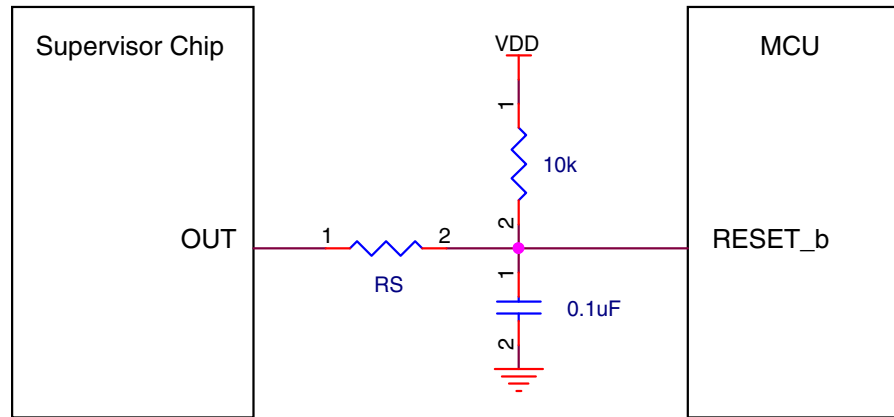 Supervisor Chip
VDD
MCU
1
10k
2
OUT
1
2
RESET_b
RS
1
0.1uF
2